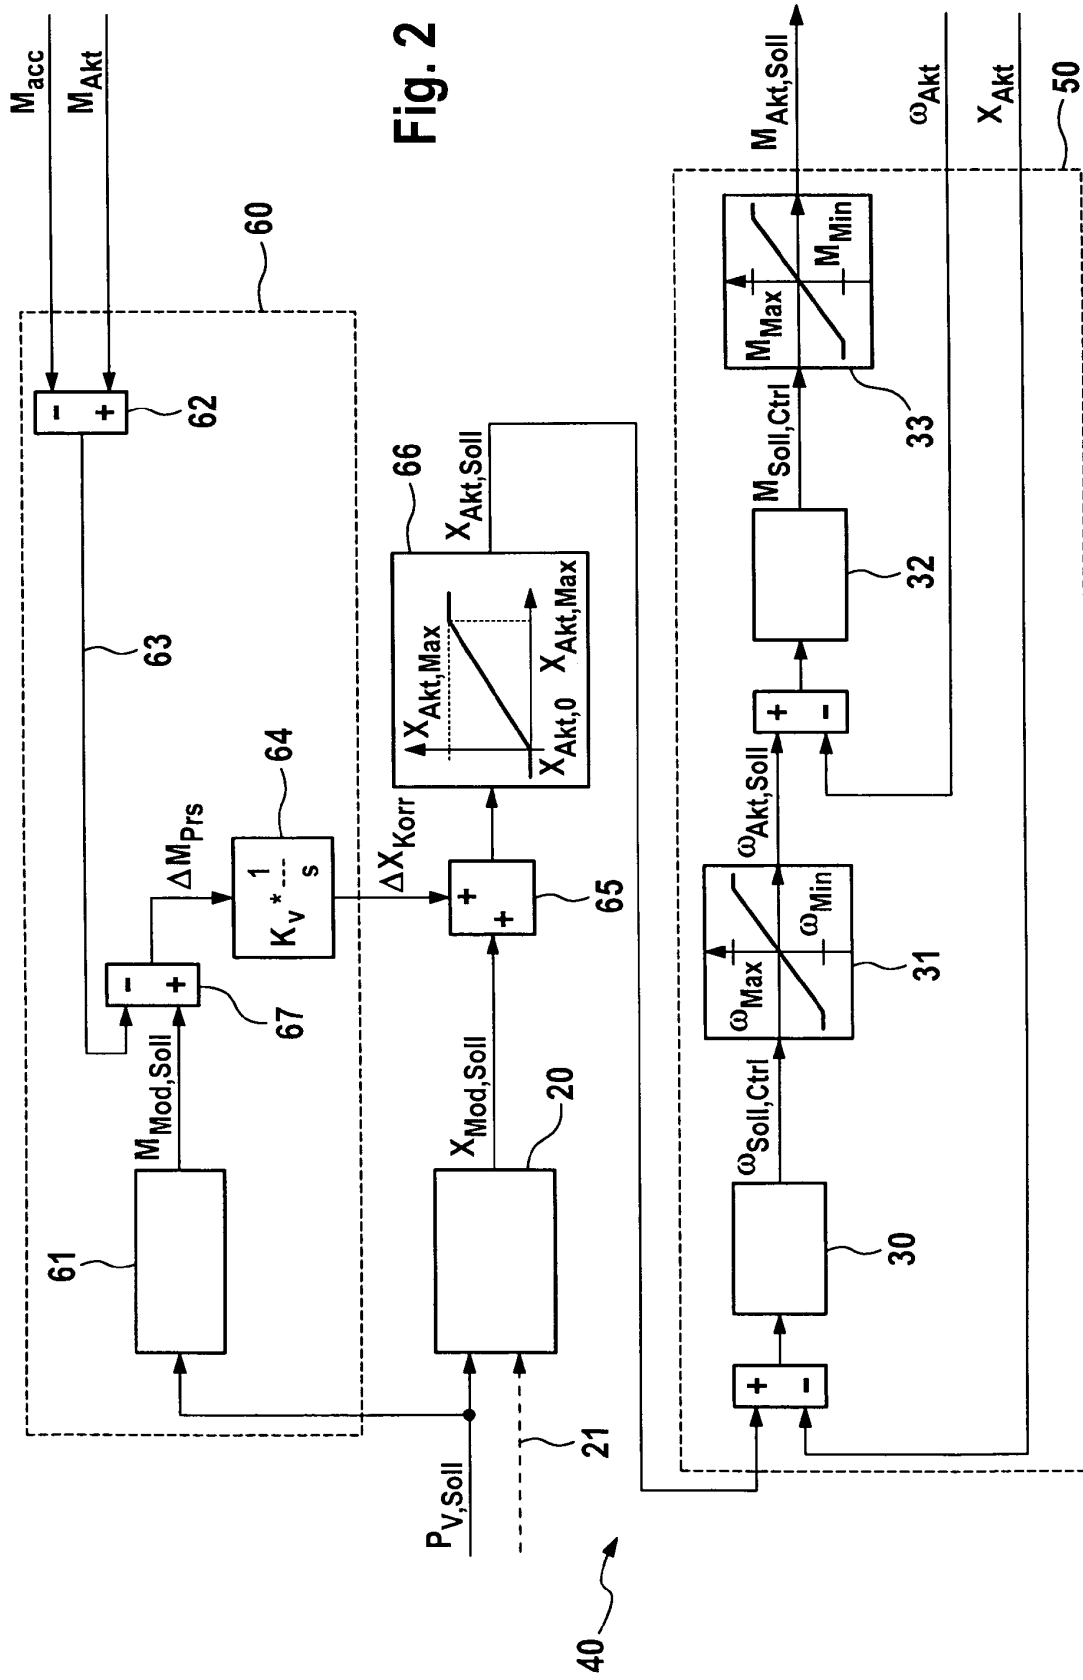 Fig. 2
M_acc
M_Akt
60
62
63
61
M_Mod,Soll
- +
67
ΔM_Prs
64
K_V * 1/s
- +
ΔX_Korr
66
X_Akt,Max
X_Akt,0 X_Akt,Max
X_Akt,Soll
P_V,Soll
21
20
X_Mod,Soll
+ +
65
40
50
+ -
30
ω_Soll,Ctrl
ω_Max
ω_Min
31
ω_Akt,Soll
+ -
32
M_Soll,Ctrl
M_Max
M_Min
33
M_Akt,Soll
ω_Akt
X_Akt